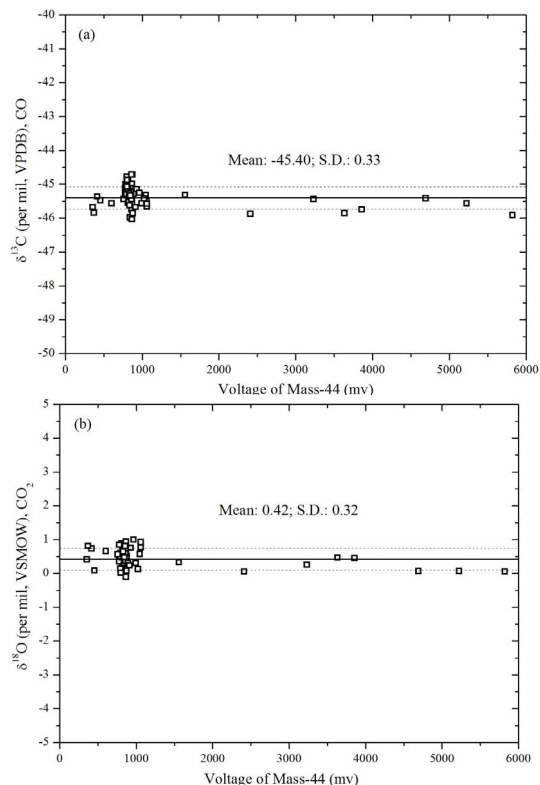 (a)
-40
-41
-42
-43
-44
-45
-46
-47
-48
-49
-50
δ¹³C (per mil, VPDB), CO
Mean: -45.40; S.D.: 0.33
0 1000 2000 3000 4000 5000 6000
Voltage of Mass-44 (mv)
(b)
5
4
3
2
1
0
-1
-2
-3
-4
-5
δ¹⁸O (per mil, VSMOW), CO₂
Mean: 0.42; S.D.: 0.32
0 1000 2000 3000 4000 5000 6000
Voltage of Mass-44 (mv)